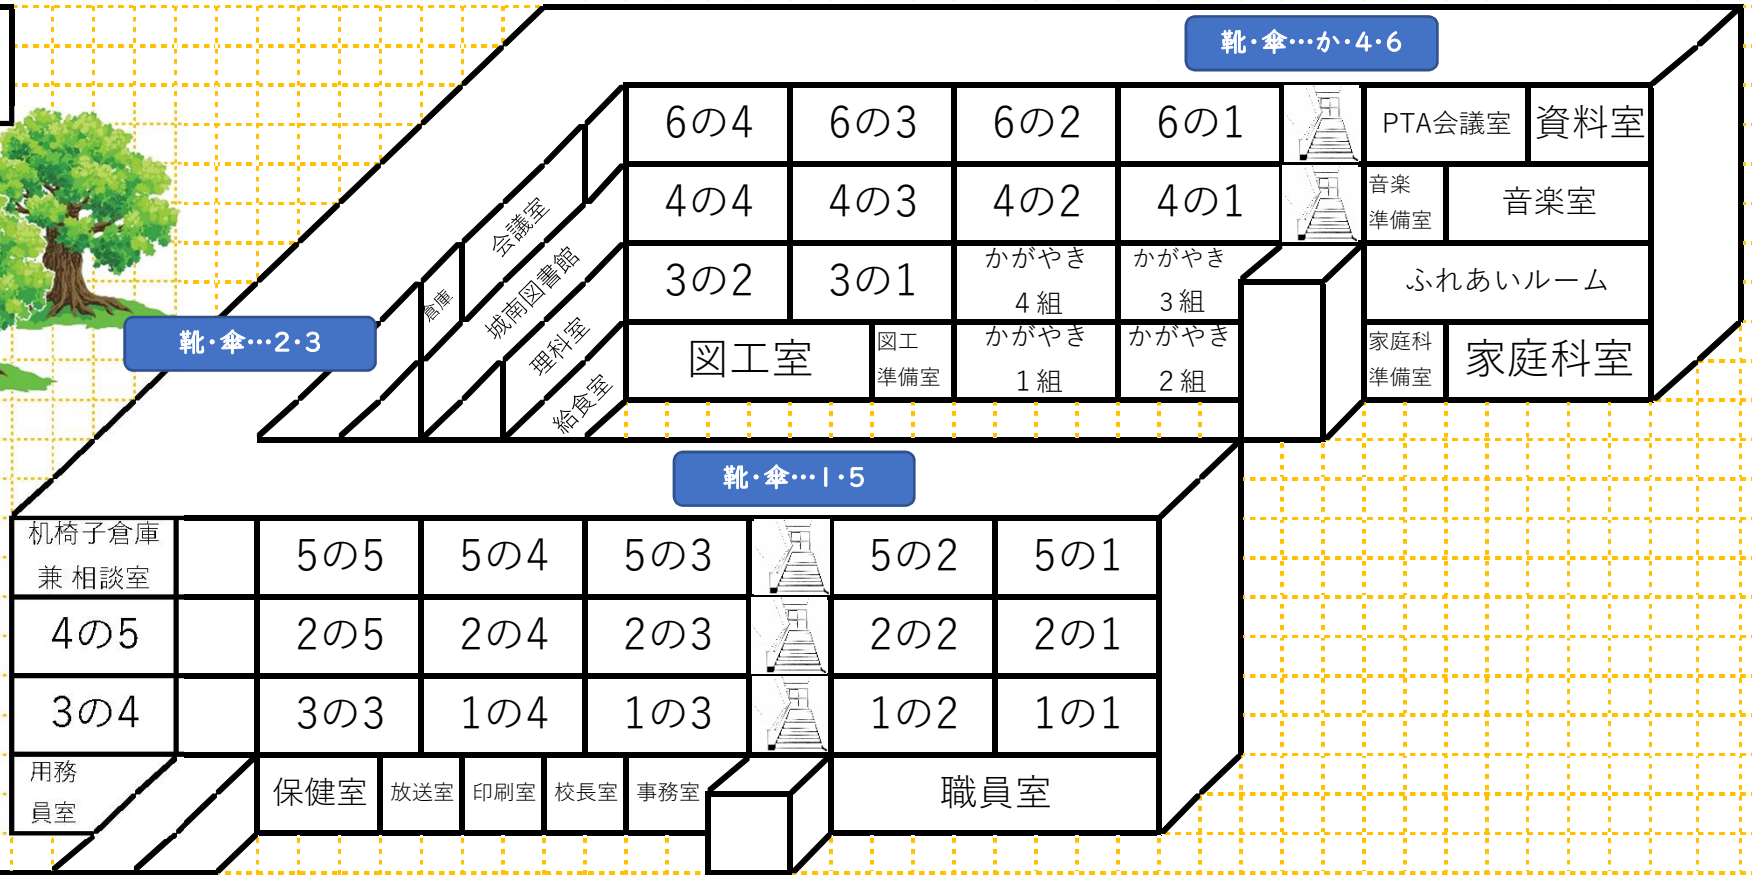 靴・傘…か・4・6
6の4 6の3 6の2 6の1 PTA会議室 資料室
4の4 4の3 4の2 4の1 音楽
準備室 音楽室
3の2 3の1 かがやき
4組 かがやき
3組 ふれあいルーム
図工室 図工
準備室 かがやき
1組 かがやき
2組 家庭科
準備室 家庭科室
会議室
倉庫
城南図書館
理科室
給食室
靴・傘…2・3
靴・傘…1・5
机椅子倉庫
兼 相談室 5の5 5の4 5の3 5の2 5の1
4の5 2の5 2の4 2の3 2の2 2の1
3の4 3の3 1の4 1の3 1の2 1の1
用務
員室 保健室 放送室 印刷室 校長室 事務室 職員室